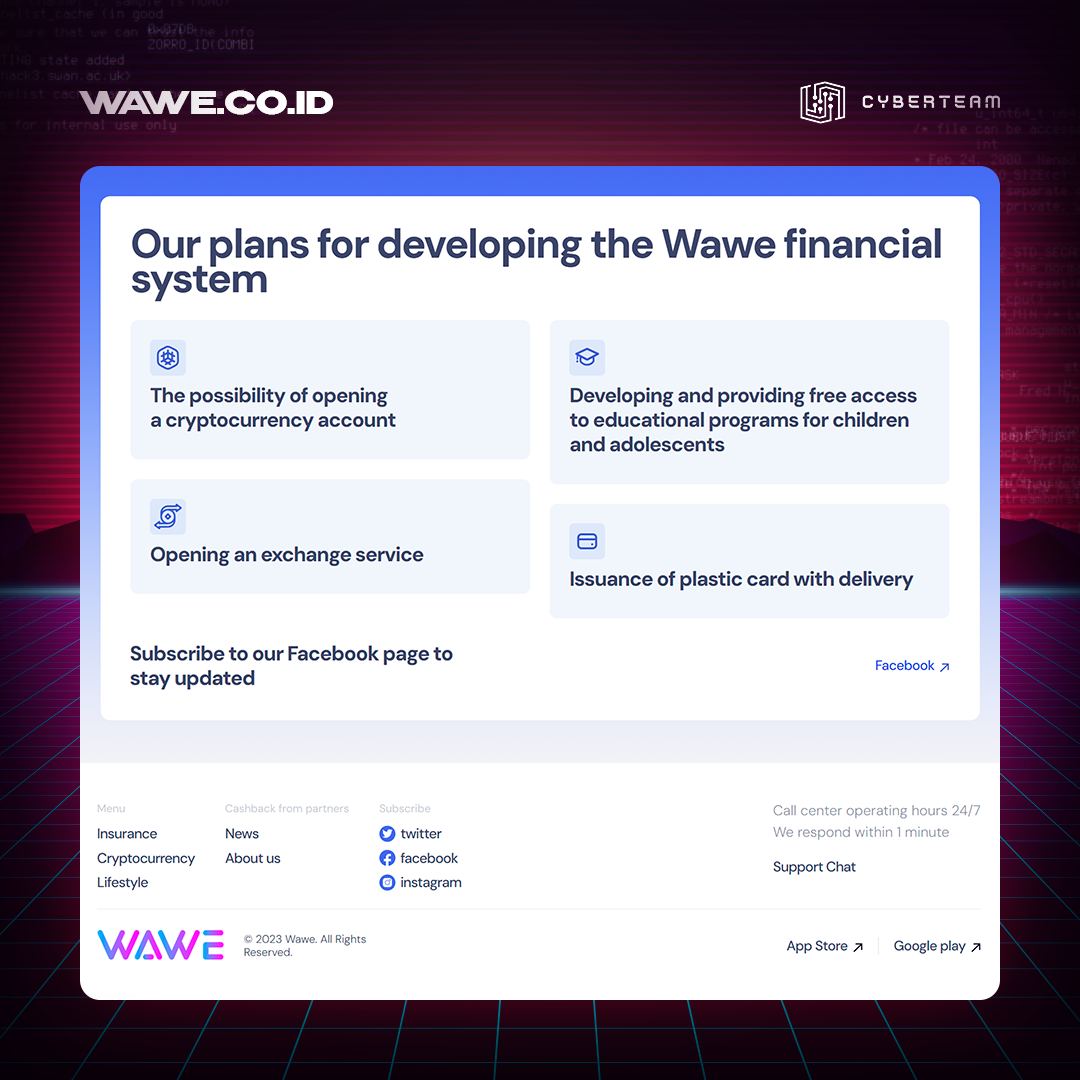 WAWE.CO.ID
CYBERTEAM
Our plans for developing the Wawe financial
system
The possibility of opening
a cryptocurrency account
Developing and providing free access
to educational programs for children
and adolescents
Opening an exchange service
Issuance of plastic card with delivery
Subscribe to our Facebook page to
stay updated
Facebook
Menu
Insurance
Cryptocurrency
Lifestyle
Cashback from partners
News
About us
Subscribe
twitter
facebook
instagram
Call center operating hours 24/7
We respond within 1 minute
Support Chat
WAWE
© 2023 Wawe. All Rights
Reserved.
App Store
Google play